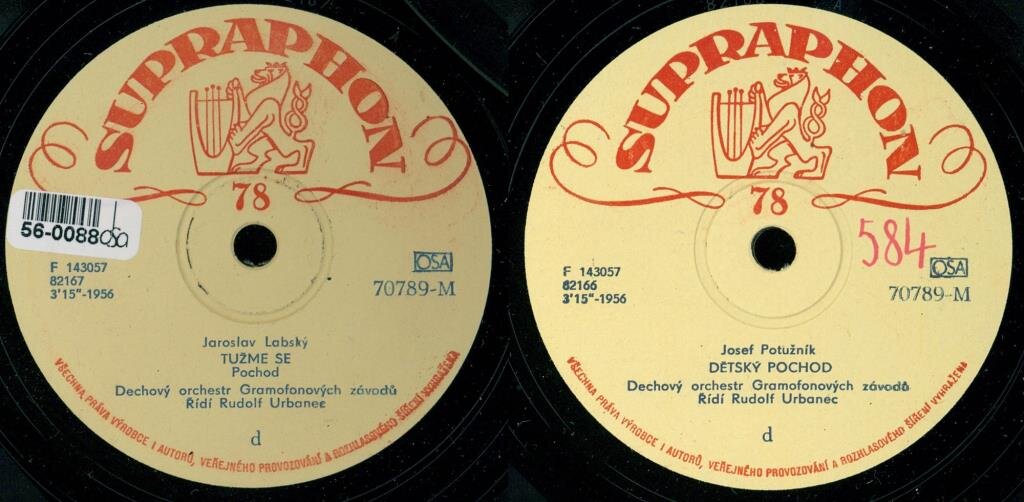 SUPRAPHON
78
56-0088 osa
F 143057
82167
3'15"-1956
OSA
70789-M
Jaroslav Labský
TUŽME SE
Pochod
Dechový orchestr Gramofonových závodů
Řídí Rudolf Urbanec
d
VŠECHNA PRÁVA VÝROBCE I AUTORŮ, VEŘEJNÉHO PROVOZOVÁNÍ A ROZHLASOVÉHO ŠÍŘENÍ VYHRAŽENA
SUPRAPHON
78
584
F 143057
82166
3'15"-1956
OSA
70789-M
Josef Potužník
DĚTSKÝ POCHOD
Dechový orchestr Gramofonových závodů
Řídí Rudolf Urbanec
d
VŠECHNA PRÁVA VÝROBCE I AUTORŮ, VEŘEJNÉHO PROVOZOVÁNÍ A ROZHLASOVÉHO ŠÍŘENÍ VYHRAŽENA